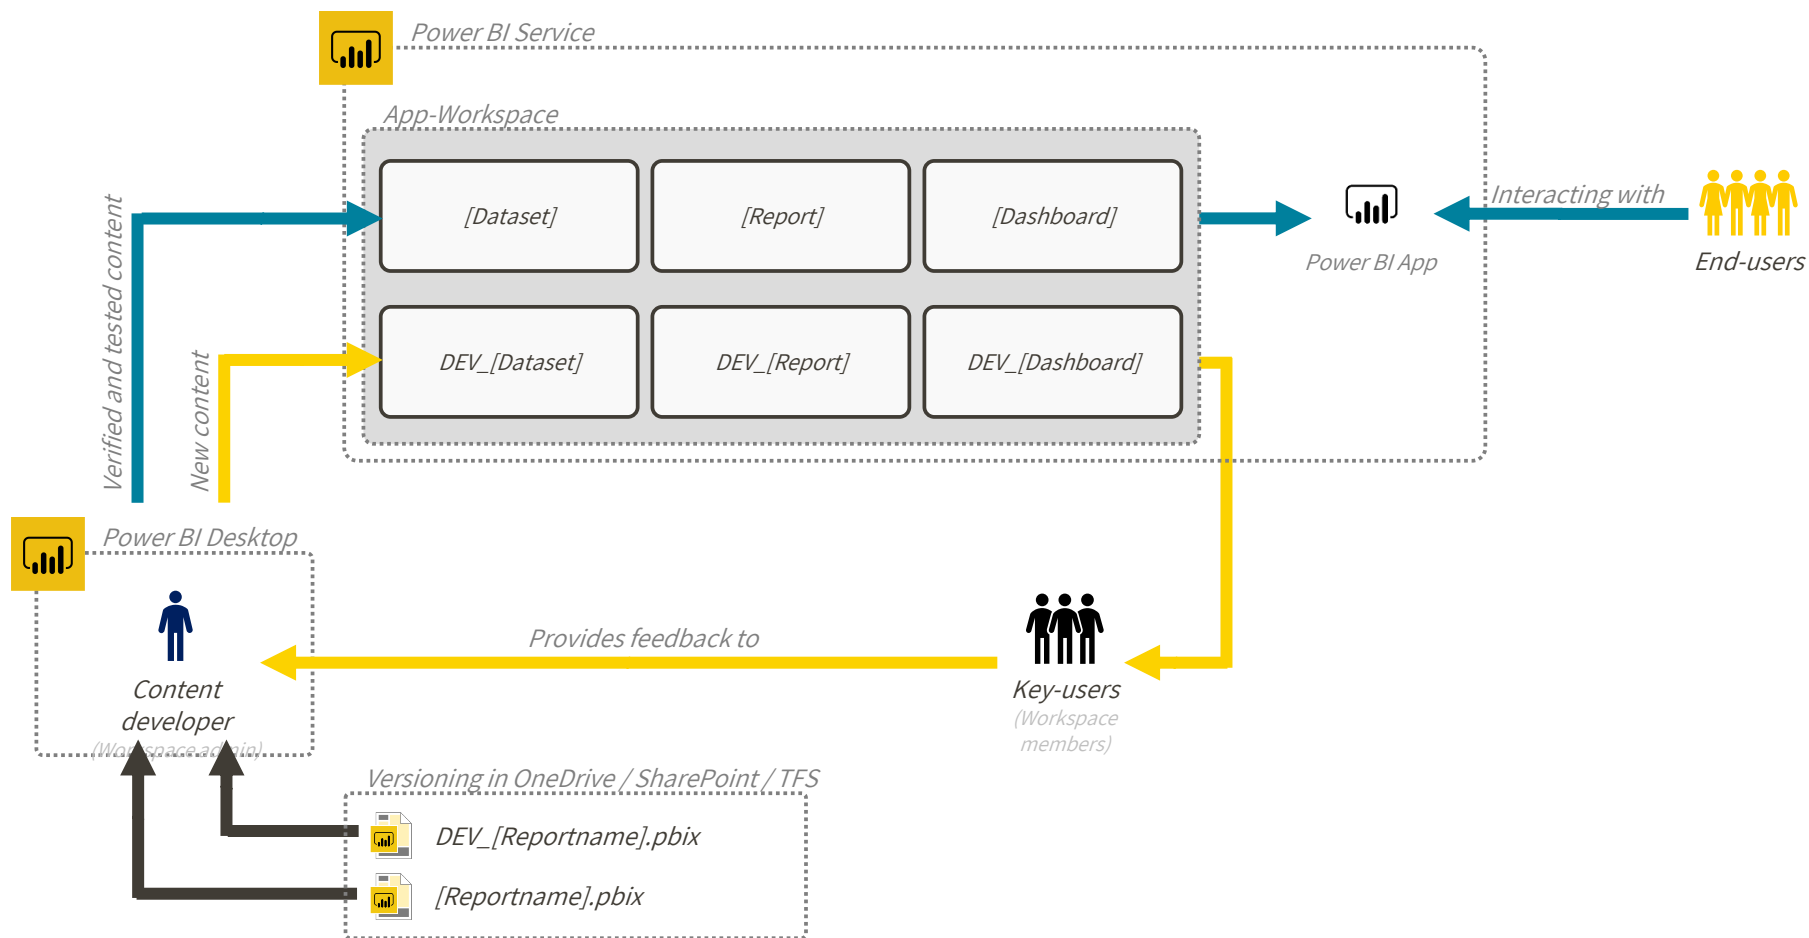 Power BI Service
App-Workspace
[Dataset]
[Report]
[Dashboard]
Interacting with
Power BI App
End-users
DEV_[Dataset]
DEV_[Report]
DEV_[Dashboard]
Verified and tested content
New content
Power BI Desktop
Content
developer
(Workspace admin)
Provides feedback to
Key-users
(Workspace
members)
Versioning in OneDrive / SharePoint / TFS
DEV_[Reportname].pbix
[Reportname].pbix